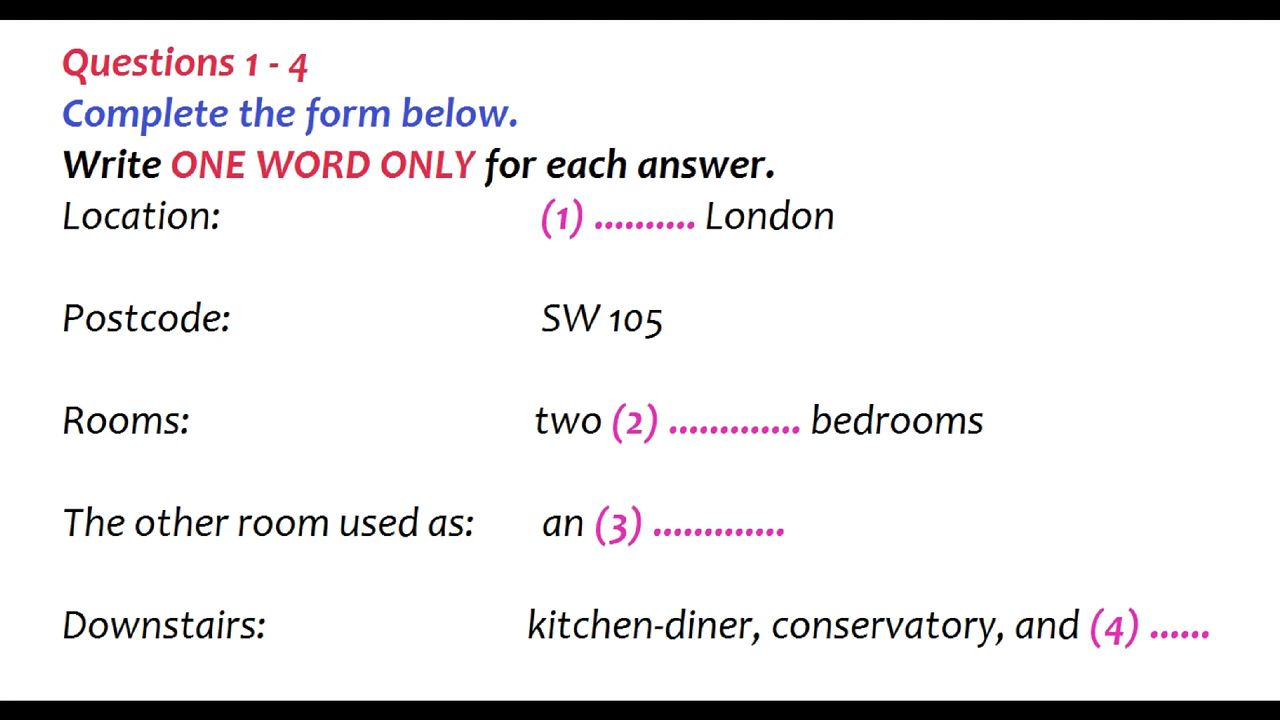 Questions 1 - 4
Complete the form below.
Write ONE WORD ONLY for each answer.
Location: (1) .......... London
Postcode: SW 105
Rooms: two (2) ............. bedrooms
The other room used as: an (3) .............
Downstairs: kitchen-diner, conservatory, and (4) ......